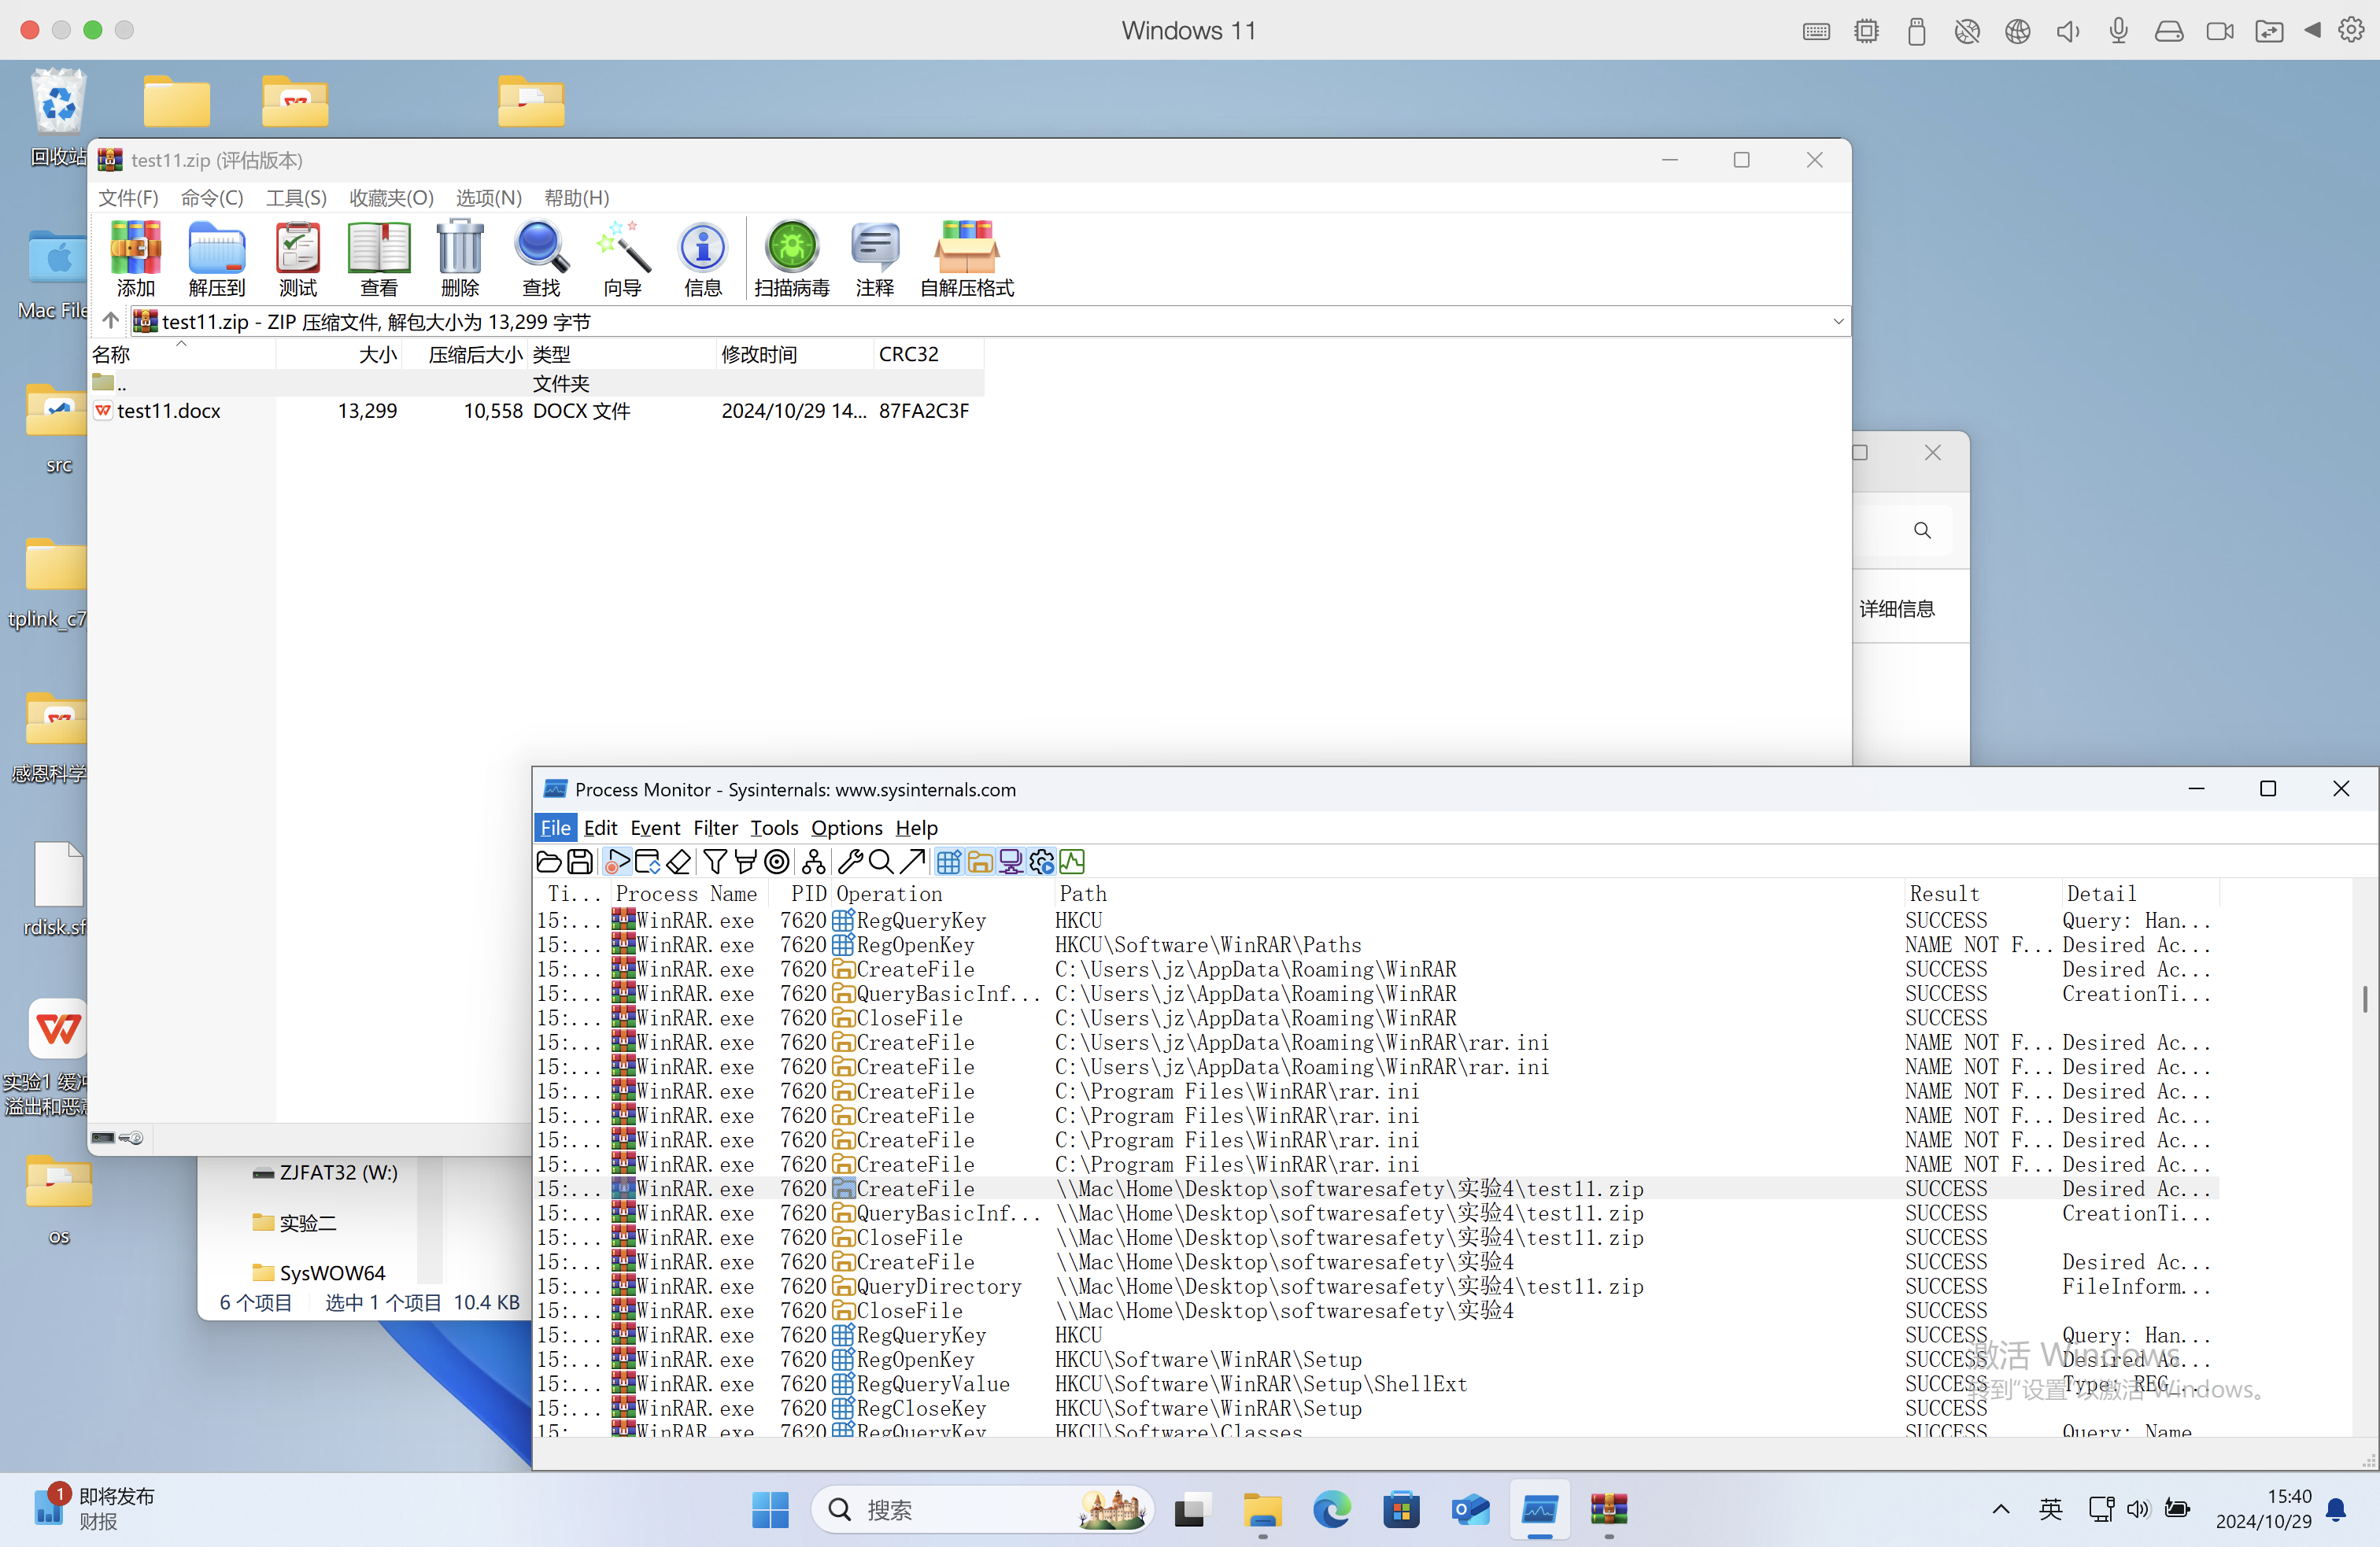 Windows 11
回收站
Mac File
src
tplink_c7
感恩科学
rdisk.sf
实验1 缓冲
溢出和恶意
os
test11.zip (评估版本)
文件(F) 命令(C) 工具(S) 收藏夹(O) 选项(N) 帮助(H)
添加 解压到 测试 查看 删除 查找 向导 信息 扫描病毒 注释 自解压格式
test11.zip - ZIP 压缩文件, 解包大小为 13,299 字节
名称 大小 压缩后大小 类型 修改时间 CRC32
.. 文件夹
test11.docx 13,299 10,558 DOCX 文件 2024/10/29 14... 87FA2C3F
详细信息
ZJFAT32 (W:)
实验二
SysWOW64
6 个项目 选中 1 个项目 10.4 KB
Process Monitor - Sysinternals: www.sysinternals.com
File Edit Event Filter Tools Options Help
Ti... Process Name PID Operation Path Result Detail
15:... WinRAR.exe 7620 RegQueryKey HKCU SUCCESS Query: Han...
15:... WinRAR.exe 7620 RegOpenKey HKCU\Software\WinRAR\Paths NAME NOT F... Desired Ac...
15:... WinRAR.exe 7620 CreateFile C:\Users\jz\AppData\Roaming\WinRAR SUCCESS Desired Ac...
15:... WinRAR.exe 7620 QueryBasicInf... C:\Users\jz\AppData\Roaming\WinRAR SUCCESS CreationTi...
15:... WinRAR.exe 7620 CloseFile C:\Users\jz\AppData\Roaming\WinRAR SUCCESS
15:... WinRAR.exe 7620 CreateFile C:\Users\jz\AppData\Roaming\WinRAR\rar.ini NAME NOT F... Desired Ac...
15:... WinRAR.exe 7620 CreateFile C:\Users\jz\AppData\Roaming\WinRAR\rar.ini NAME NOT F... Desired Ac...
15:... WinRAR.exe 7620 CreateFile C:\Program Files\WinRAR\rar.ini NAME NOT F... Desired Ac...
15:... WinRAR.exe 7620 CreateFile C:\Program Files\WinRAR\rar.ini NAME NOT F... Desired Ac...
15:... WinRAR.exe 7620 CreateFile C:\Program Files\WinRAR\rar.ini NAME NOT F... Desired Ac...
15:... WinRAR.exe 7620 CreateFile C:\Program Files\WinRAR\rar.ini NAME NOT F... Desired Ac...
15:... WinRAR.exe 7620 CreateFile \\Mac\Home\Desktop\softwaresafety\实验4\test11.zip SUCCESS Desired Ac...
15:... WinRAR.exe 7620 QueryBasicInf... \\Mac\Home\Desktop\softwaresafety\实验4\test11.zip SUCCESS CreationTi...
15:... WinRAR.exe 7620 CloseFile \\Mac\Home\Desktop\softwaresafety\实验4\test11.zip SUCCESS
15:... WinRAR.exe 7620 CreateFile \\Mac\Home\Desktop\softwaresafety\实验4 SUCCESS Desired Ac...
15:... WinRAR.exe 7620 QueryDirectory \\Mac\Home\Desktop\softwaresafety\实验4\test11.zip SUCCESS FileInform...
15:... WinRAR.exe 7620 CloseFile \\Mac\Home\Desktop\softwaresafety\实验4 SUCCESS
15:... WinRAR.exe 7620 RegQueryKey HKCU SUCCESS Query: Han...
15:... WinRAR.exe 7620 RegOpenKey HKCU\Software\WinRAR\Setup SUCCESS Desired Ac...
15:... WinRAR.exe 7620 RegQueryValue HKCU\Software\WinRAR\Setup\ShellExt SUCCESS Type: REG_...
15:... WinRAR.exe 7620 RegCloseKey HKCU\Software\WinRAR\Setup SUCCESS
15: WinRAR.exe 7620 RegQueryKey HKCU\Software\Classes SUCCESS Query: Name
激活 Windows
转到"设置"以激活 Windows。
1
即将发布
财报
搜索
英
15:40
2024/10/29